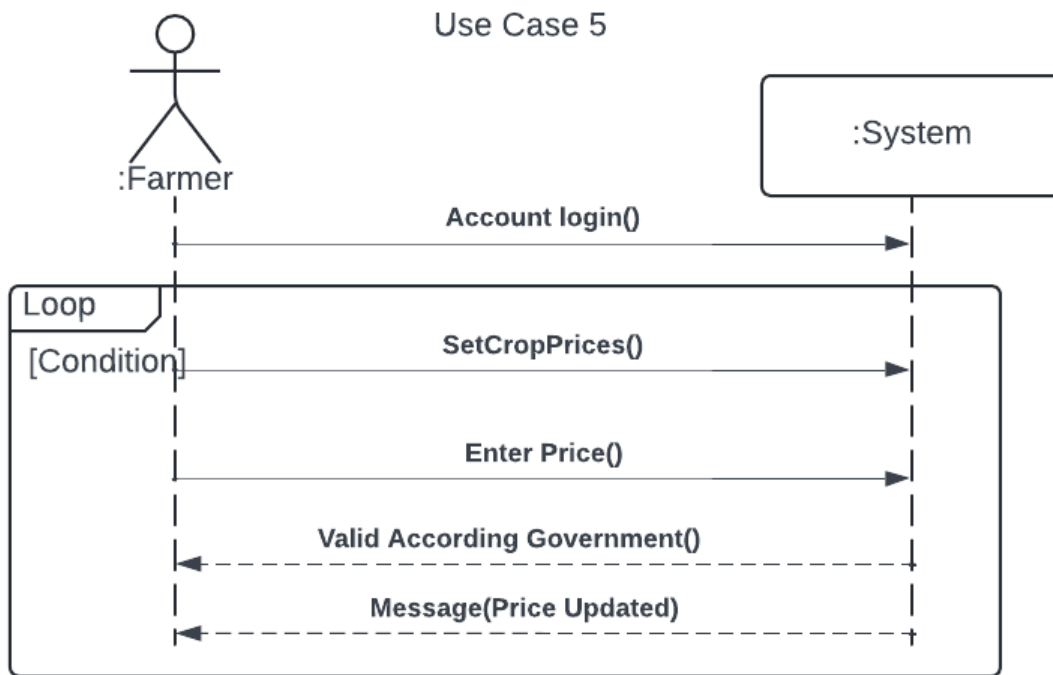 Use Case 5
:System
:Farmer
Account login()
Loop
[Condition]
SetCropPrices()
Enter Price()
Valid According Government()
Message(Price Updated)